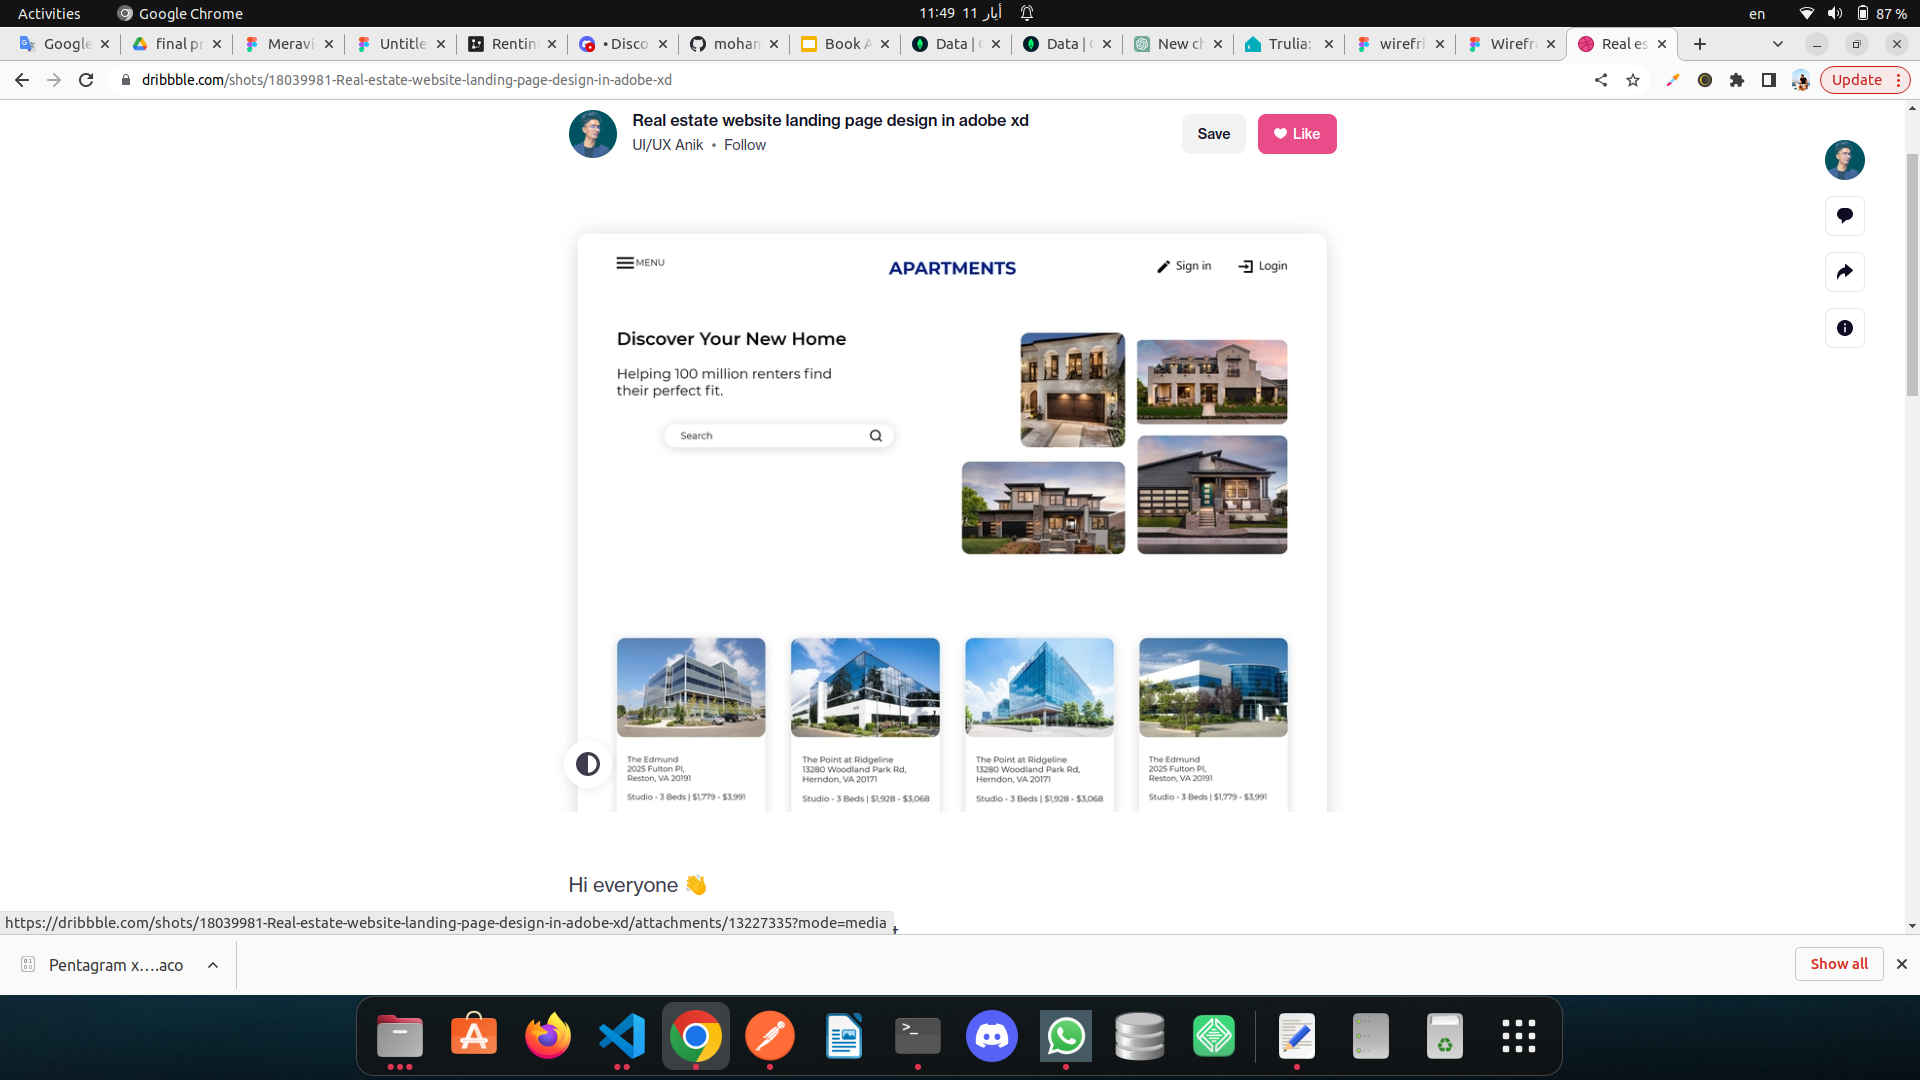 Activities
Google Chrome
11:49 11 أيار
en
87 %
Google
final pr
Meravi
Untitle
Rentin
• Disco
mohan
Book A
Data | C
Data | C
New ch
Trulia:
wirefri
Wirefra
Real es
dribbble.com/shots/18039981-Real-estate-website-landing-page-design-in-adobe-xd
Update
Real estate website landing page design in adobe xd
UI/UX Anik • Follow
Save
Like
MENU
APARTMENTS
Sign in
Login
Discover Your New Home
Helping 100 million renters find
their perfect fit.
Search
The Edmund
2025 Fulton Pl,
Reston, VA 20191
Studio - 3 Beds | $1,779 - $3,991
The Point at Ridgeline
13280 Woodland Park Rd,
Herndon, VA 20171
Studio - 3 Beds | $1,928 - $3,068
The Point at Ridgeline
13280 Woodland Park Rd,
Herndon, VA 20171
Studio - 3 Beds | $1,928 - $3,068
The Edmund
2025 Fulton Pl,
Reston, VA 20191
Studio - 3 Beds | $1,779 - $3,991
Hi everyone 👋
https://dribbble.com/shots/18039981-Real-estate-website-landing-page-design-in-adobe-xd/attachments/13227335?mode=media
Pentagram x....aco
Show all